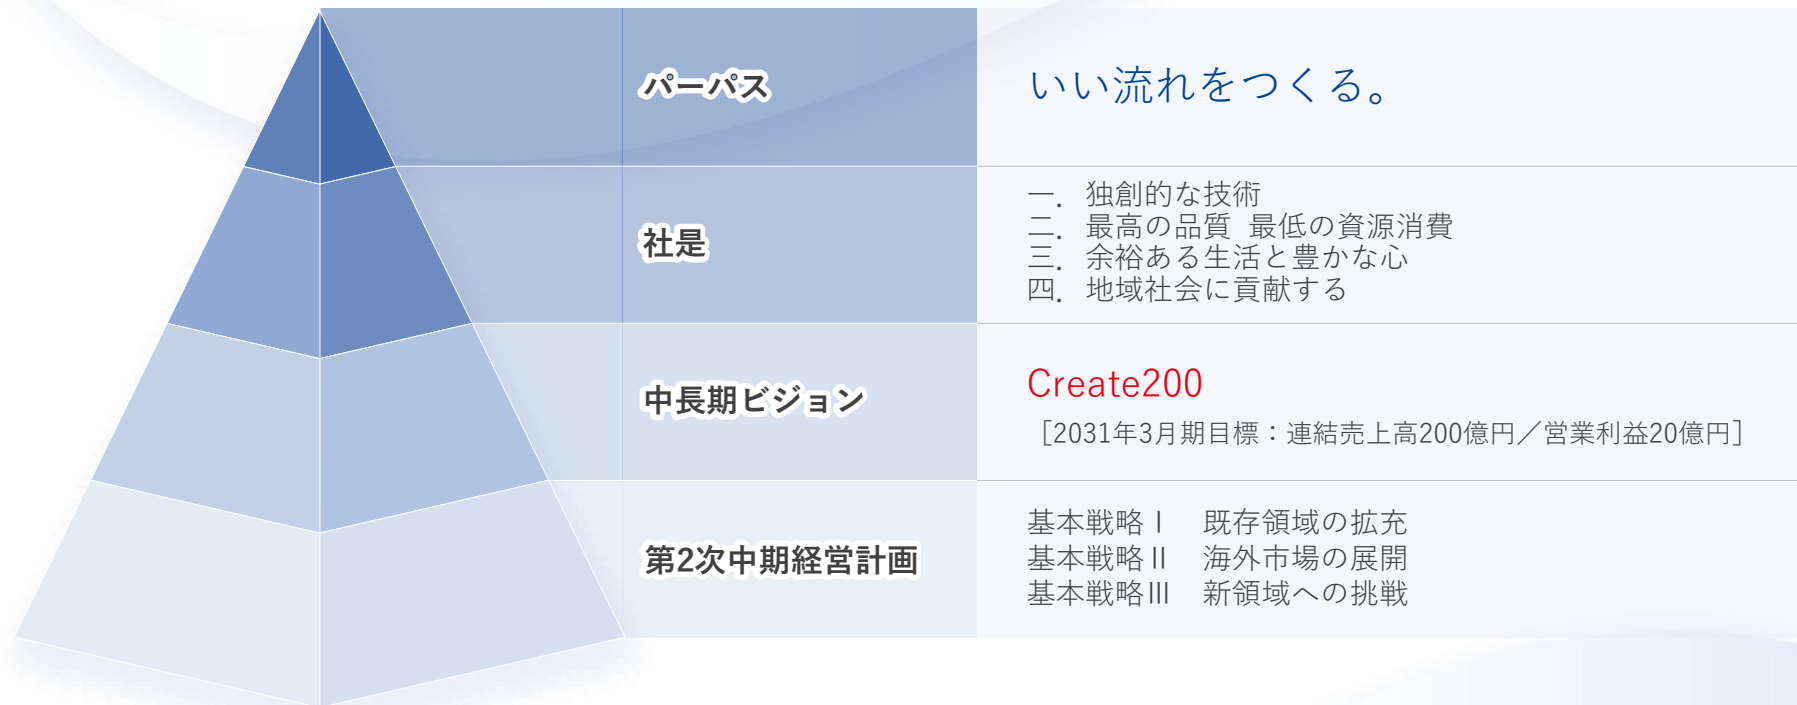 パーパス
いい流れをつくる。
社是
一．独創的な技術
二．最高の品質 最低の資源消費
三．余裕ある生活と豊かな心
四．地域社会に貢献する
中長期ビジョン
Create200
［2031年3月期目標：連結売上高200億円／営業利益20億円］
第2次中期経営計画
基本戦略Ⅰ　既存領域の拡充
基本戦略Ⅱ　海外市場の展開
基本戦略Ⅲ　新領域への挑戦